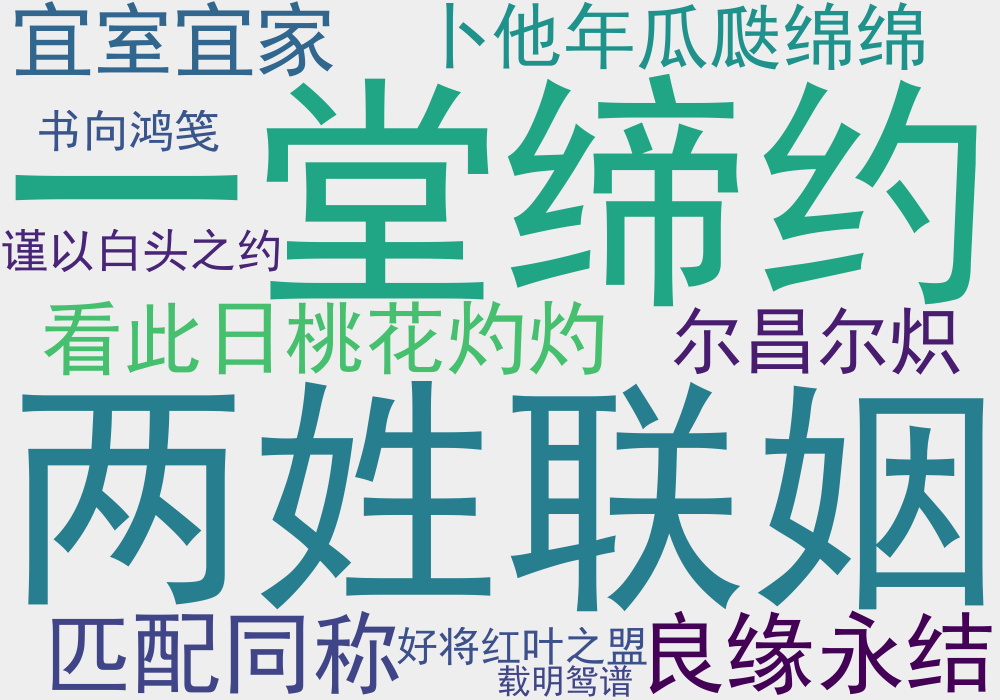 宜室宜家
卜他年瓜瓞绵绵
书向鸿笺
一堂缔约
谨以白头之约
看此日桃花灼灼
尔昌尔炽
两姓联姻
匹配同称
好将红叶之盟
载明鸳谱
良缘永结